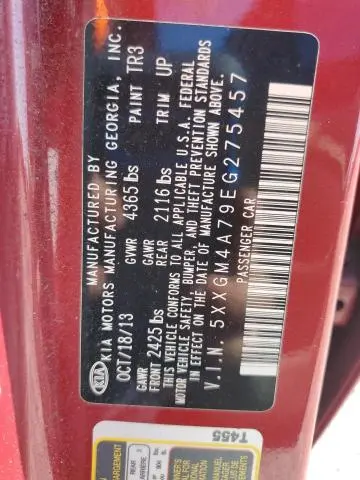 MANUFACTURED BY
KIA KIA MOTORS MANUFACTURING GEORGIA, INC.
OCT/18/13 GVWR 4365 lbs PAINT TR3
GAWR GAWR
FRONT 2425 lbs REAR 2116 lbs TRIM UP
THIS VEHICLE CONFORMS TO ALL APPLICABLE U.S.A. FEDERAL
MOTOR VEHICLE SAFETY, BUMPER, AND THEFT PREVENTION STANDARDS
IN EFFECT ON THE DATE OF MANUFACTURE SHOWN ABOVE.
V.I.N. 5XXGM4A79EG275457
PASSENGER CAR
T455
ARRIERE